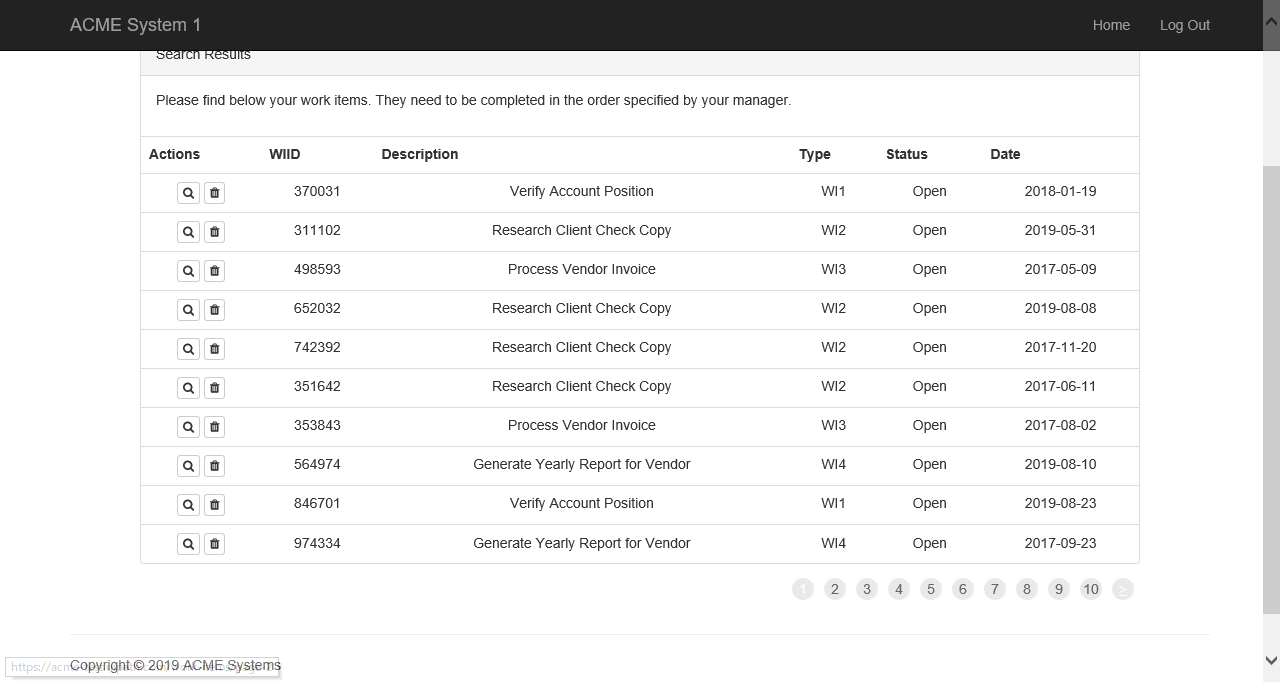 ACME System 1 Home Log Out
Search Results
Please find below your work items. They need to be completed in the order specified by your manager.
Actions WIID Description Type Status Date
370031 Verify Account Position WI1 Open 2018-01-19
311102 Research Client Check Copy WI2 Open 2019-05-31
498593 Process Vendor Invoice WI3 Open 2017-05-09
652032 Research Client Check Copy WI2 Open 2019-08-08
742392 Research Client Check Copy WI2 Open 2017-11-20
351642 Research Client Check Copy WI2 Open 2017-06-11
353843 Process Vendor Invoice WI3 Open 2017-08-02
564974 Generate Yearly Report for Vendor WI4 Open 2019-08-10
846701 Verify Account Position WI1 Open 2019-08-23
974334 Generate Yearly Report for Vendor WI4 Open 2017-09-23
1 2 3 4 5 6 7 8 9 10 >
Copyright © 2019 ACME Systems